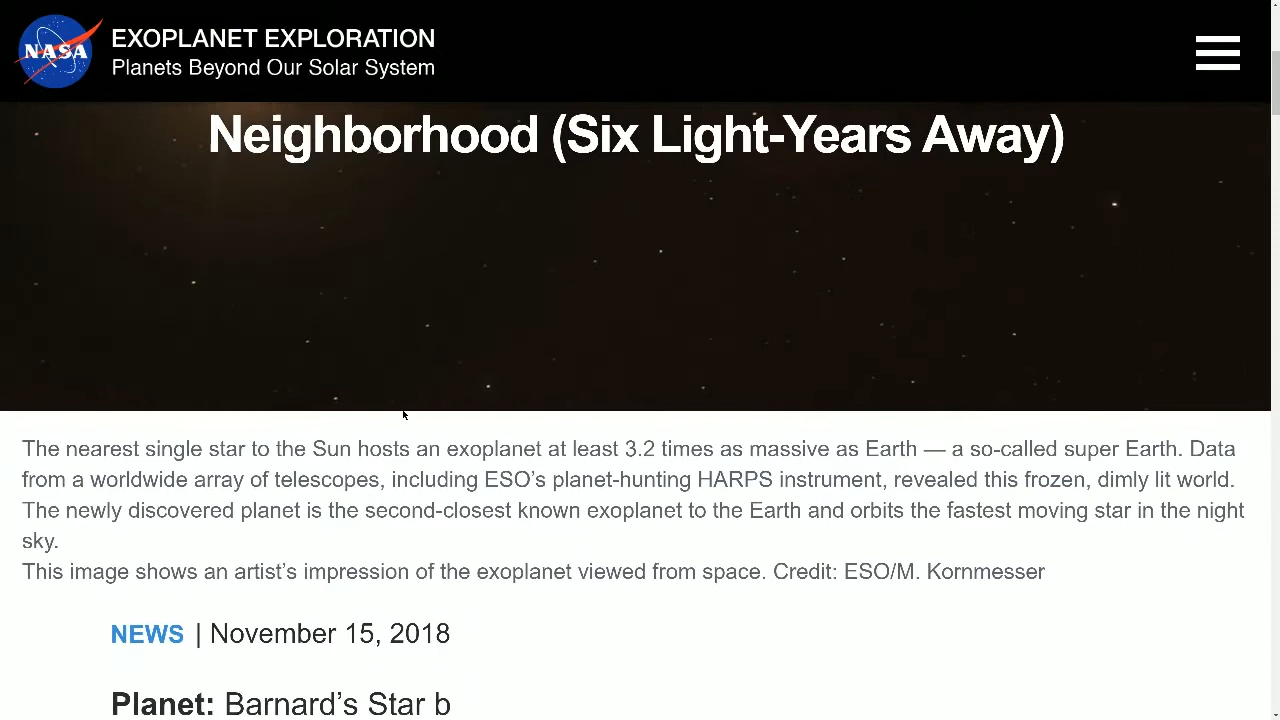 NASA
EXOPLANET EXPLORATION
Planets Beyond Our Solar System
Neighborhood (Six Light-Years Away)
The nearest single star to the Sun hosts an exoplanet at least 3.2 times as massive as Earth — a so-called super Earth. Data
from a worldwide array of telescopes, including ESO’s planet-hunting HARPS instrument, revealed this frozen, dimly lit world.
The newly discovered planet is the second-closest known exoplanet to the Earth and orbits the fastest moving star in the night
sky.
This image shows an artist’s impression of the exoplanet viewed from space. Credit: ESO/M. Kornmesser
NEWS | November 15, 2018
Planet: Barnard’s Star b